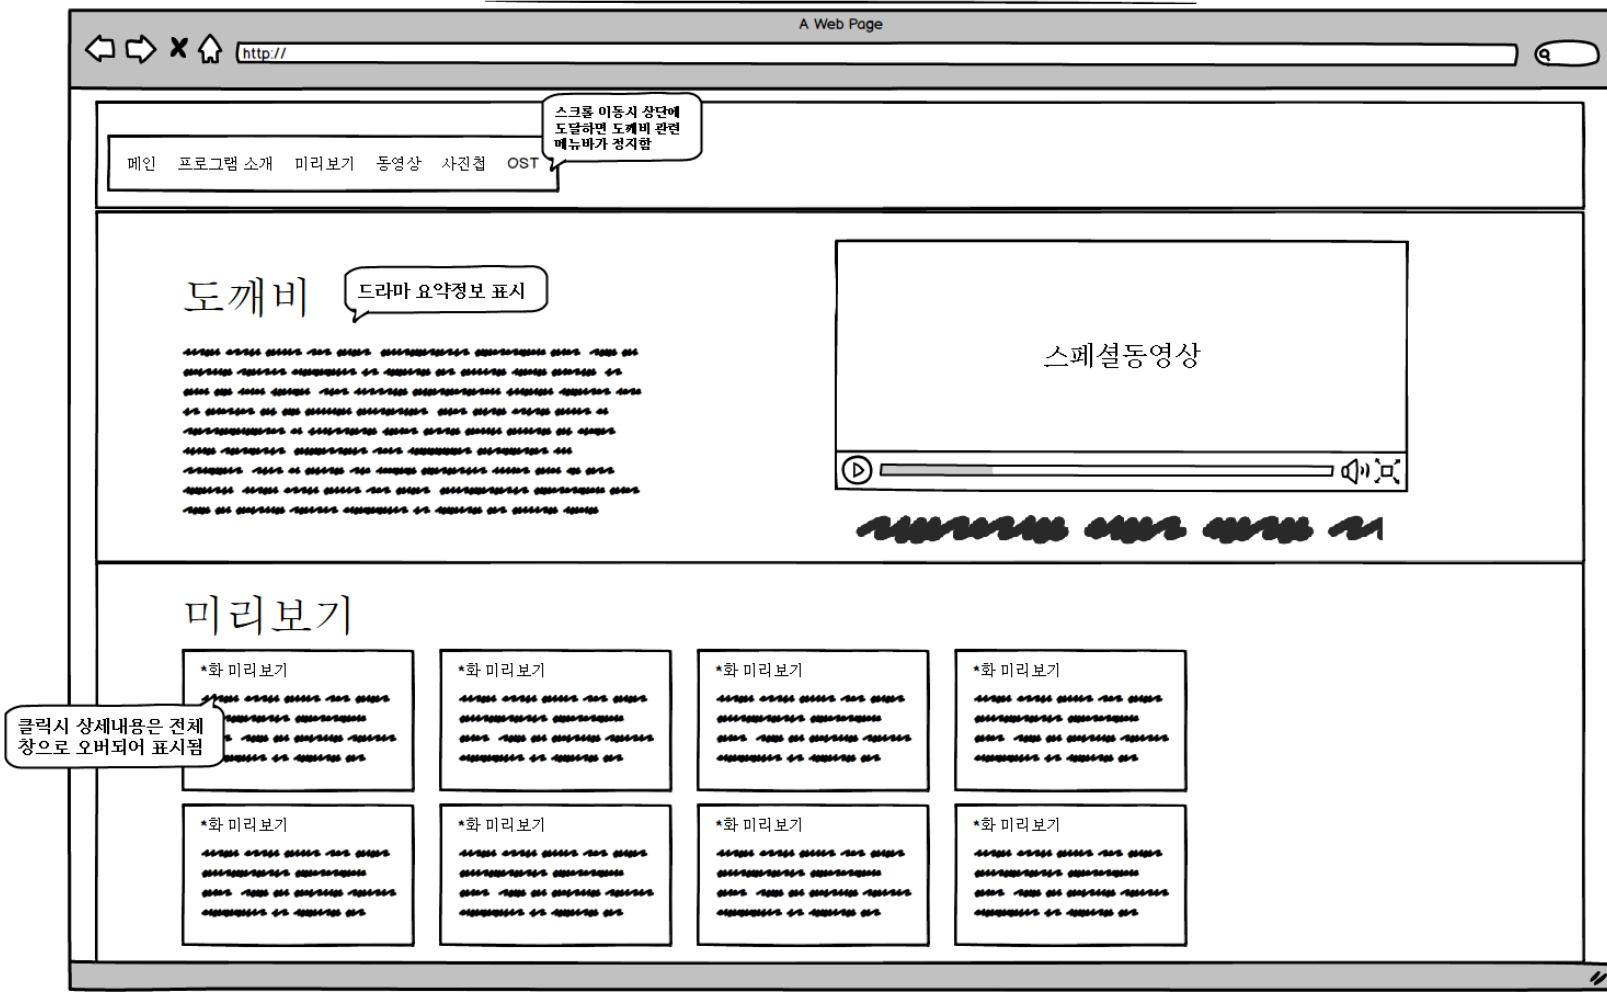 A Web Page
http://
스크롤 이동시 상단에
도달하면 도깨비 관련
메뉴바가 정지함
메인 프로그램 소개 미리보기 동영상 사진첩 OST
도깨비
드라마 요약정보 표시
스페셜동영상
미리보기
*화 미리보기 *화 미리보기 *화 미리보기 *화 미리보기
클릭시 상세내용은 전체
창으로 오버되어 표시됨
*화 미리보기 *화 미리보기 *화 미리보기 *화 미리보기